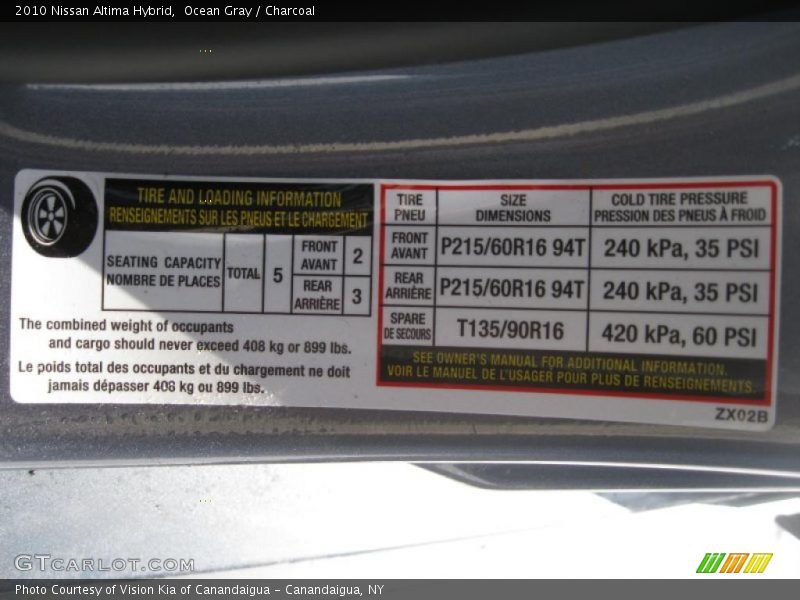 2010 Nissan Altima Hybrid,  Ocean Gray / Charcoal
TIRE AND LOADING INFORMATION
RENSEIGNEMENTS SUR LES PNEUS ET LE CHARGEMENT
SEATING CAPACITY
NOMBRE DE PLACES
TOTAL
5
FRONT
AVANT
2
REAR
ARRIÈRE
3
The combined weight of occupants
and cargo should never exceed 408 kg or 899 lbs.
Le poids total des occupants et du chargement ne doit
jamais dépasser 408 kg ou 899 lbs.
TIRE
PNEU
SIZE
DIMENSIONS
COLD TIRE PRESSURE
PRESSION DES PNEUS À FROID
FRONT
AVANT
P215/60R16 94T
240 kPa, 35 PSI
REAR
ARRIÈRE
P215/60R16 94T
240 kPa, 35 PSI
SPARE
DE SECOURS
T135/90R16
420 kPa, 60 PSI
SEE OWNER'S MANUAL FOR ADDITIONAL INFORMATION.
VOIR LE MANUEL DE L'USAGER POUR PLUS DE RENSEIGNEMENTS.
ZX02B
GTCARLOT.COM
Photo Courtesy of Vision Kia of Canandaigua - Canandaigua, NY